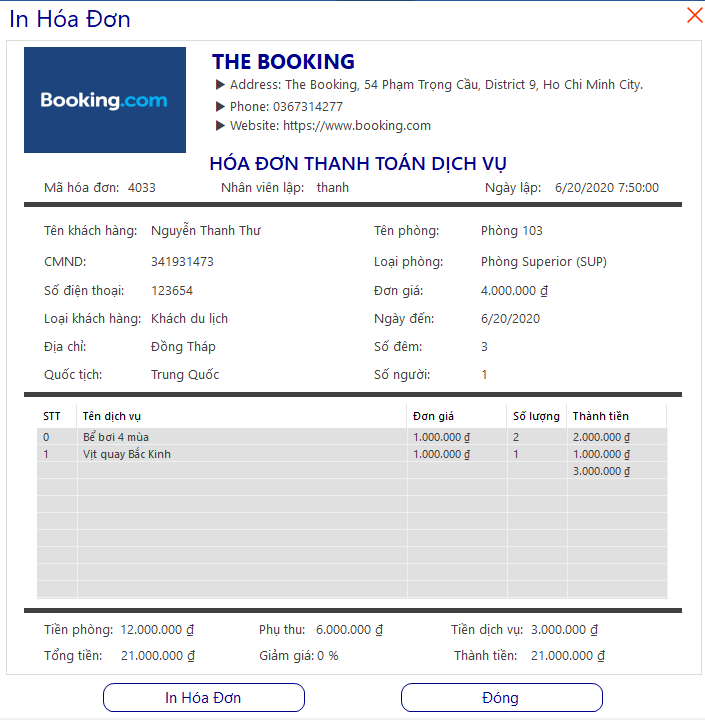 In Hóa Đơn
Booking.com
THE BOOKING
▶ Address: The Booking, 54 Phạm Trọng Cầu, District 9, Ho Chi Minh City.
▶ Phone: 0367314277
▶ Website: https://www.booking.com
HÓA ĐƠN THANH TOÁN DỊCH VỤ
Mã hóa đơn: 4033 Nhân viên lập: thanh Ngày lập: 6/20/2020 7:50:00
Tên khách hàng: Nguyễn Thanh Thư Tên phòng: Phòng 103
CMND: 341931473 Loại phòng: Phòng Superior (SUP)
Số điện thoại: 123654 Đơn giá: 4.000.000 ₫
Loại khách hàng: Khách du lịch Ngày đến: 6/20/2020
Địa chỉ: Đồng Tháp Số đêm: 3
Quốc tịch: Trung Quốc Số người: 1
STT Tên dịch vụ Đơn giá Số lượng Thành tiền
0 Bể bơi 4 mùa 1.000.000 ₫ 2 2.000.000 ₫
1 Vịt quay Bắc Kinh 1.000.000 ₫ 1 1.000.000 ₫
3.000.000 ₫
Tiền phòng: 12.000.000 ₫ Phụ thu: 6.000.000 ₫ Tiền dịch vụ: 3.000.000 ₫
Tổng tiền: 21.000.000 ₫ Giảm giá: 0 % Thành tiền: 21.000.000 ₫
In Hóa Đơn Đóng